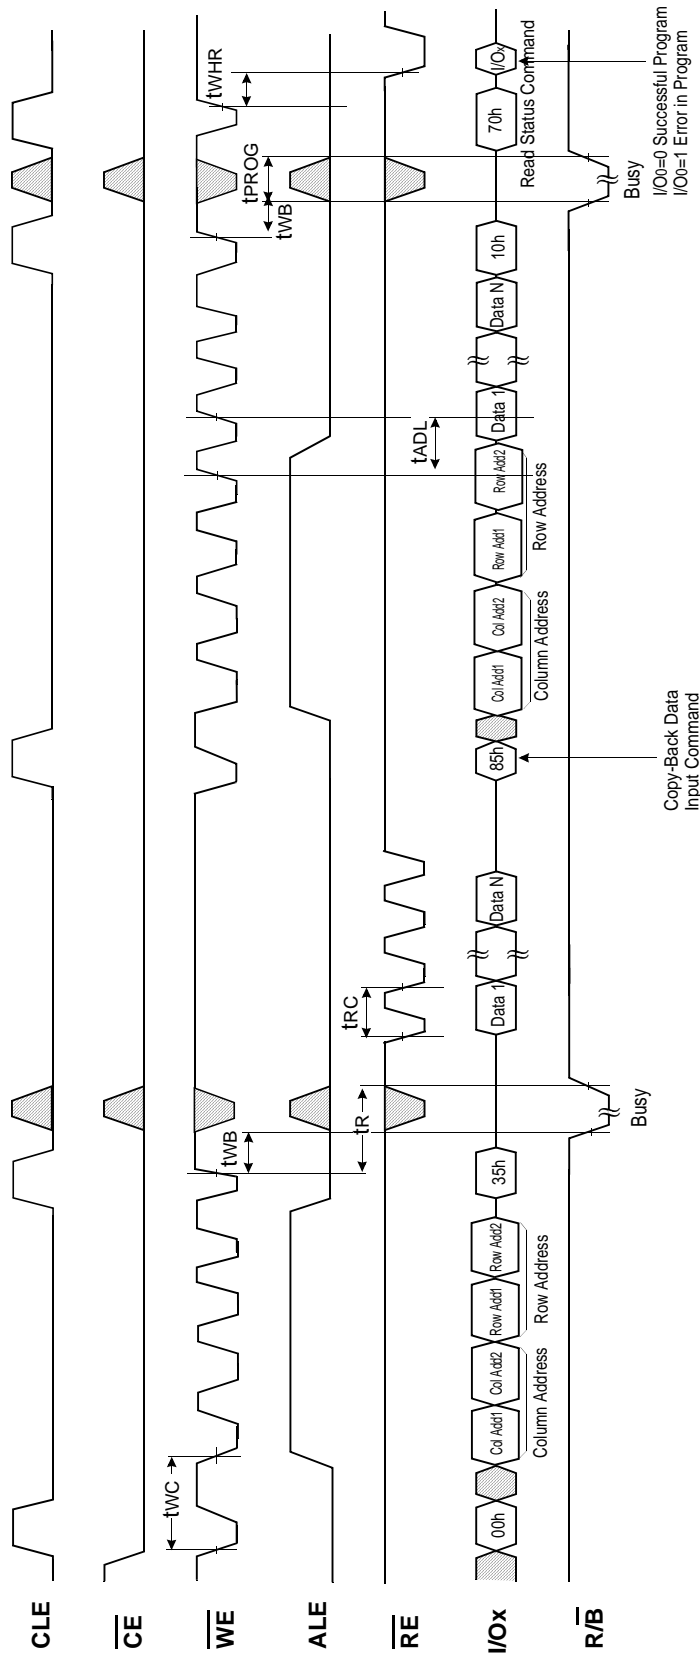 CLE
CE
WE
tWC
tWB
tPROG
tWB
tWHR
ALE
tR
RE
tRC
tADL
I/Ox
00h
Col Add1
Col Add2
Row Add1
Row Add2
35h
Data 1
Data N
85h
Col Add1
Col Add2
Row Add1
Row Add2
Data 1
Data N
10h
70h
I/Ox
Column Address
Row Address
Column Address
Row Address
Read Status Command
R/B
Busy
Busy
Copy-Back Data
Input Command
I/O0=0 Successful Program
I/O0=1 Error in Program